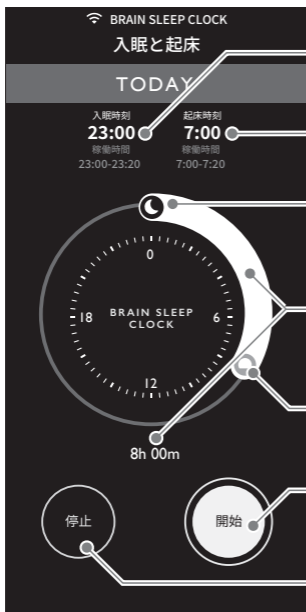 BRAIN SLEEP CLOCK
入眠と起床
TODAY
入眠時刻 起床時刻
23:00 7:00
稼働時間 稼働時間
23:00-23:20 7:00-7:20
0
18 BRAIN SLEEP 6
CLOCK
12
8h 00m
停止 開始